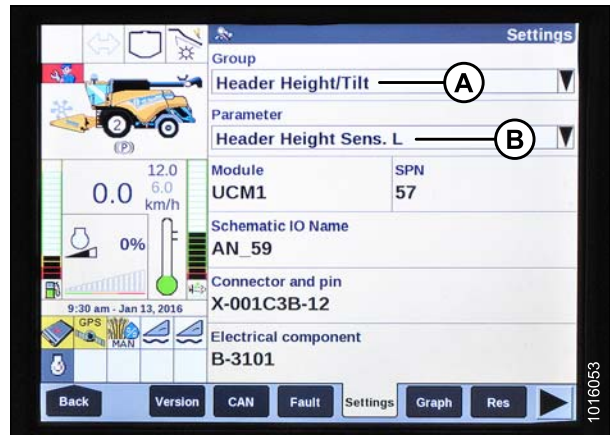 Settings
Group
Header Height/Tilt
A
Parameter
Header Height Sens. L
B
2
(P)
Module
SPN
UCM1
57
12.0
0.0
6.0
km/h
Schematic IO Name
0%
AN_59
Connector and pin
X-001C3B-12
9:30 am - Jan 13, 2016
GPS
MAN
Electrical component
B-3101
Back
Version
CAN
Fault
Settings
Graph
Res
1016053